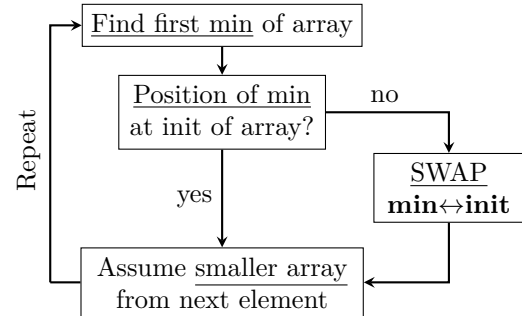 Find first min of array
Position of min
at init of array?
no
Repeat
yes
SWAP
min↔init
Assume smaller array
from next element